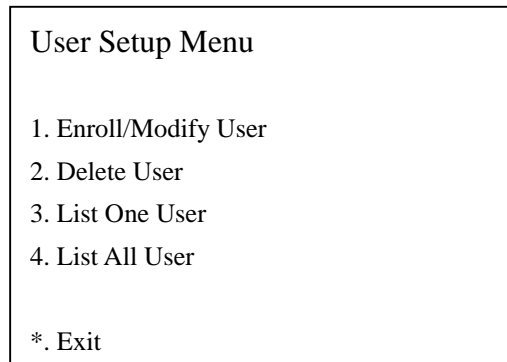 User Setup Menu
1. Enroll/Modify User
2. Delete User
3. List One User
4. List All User
*. Exit